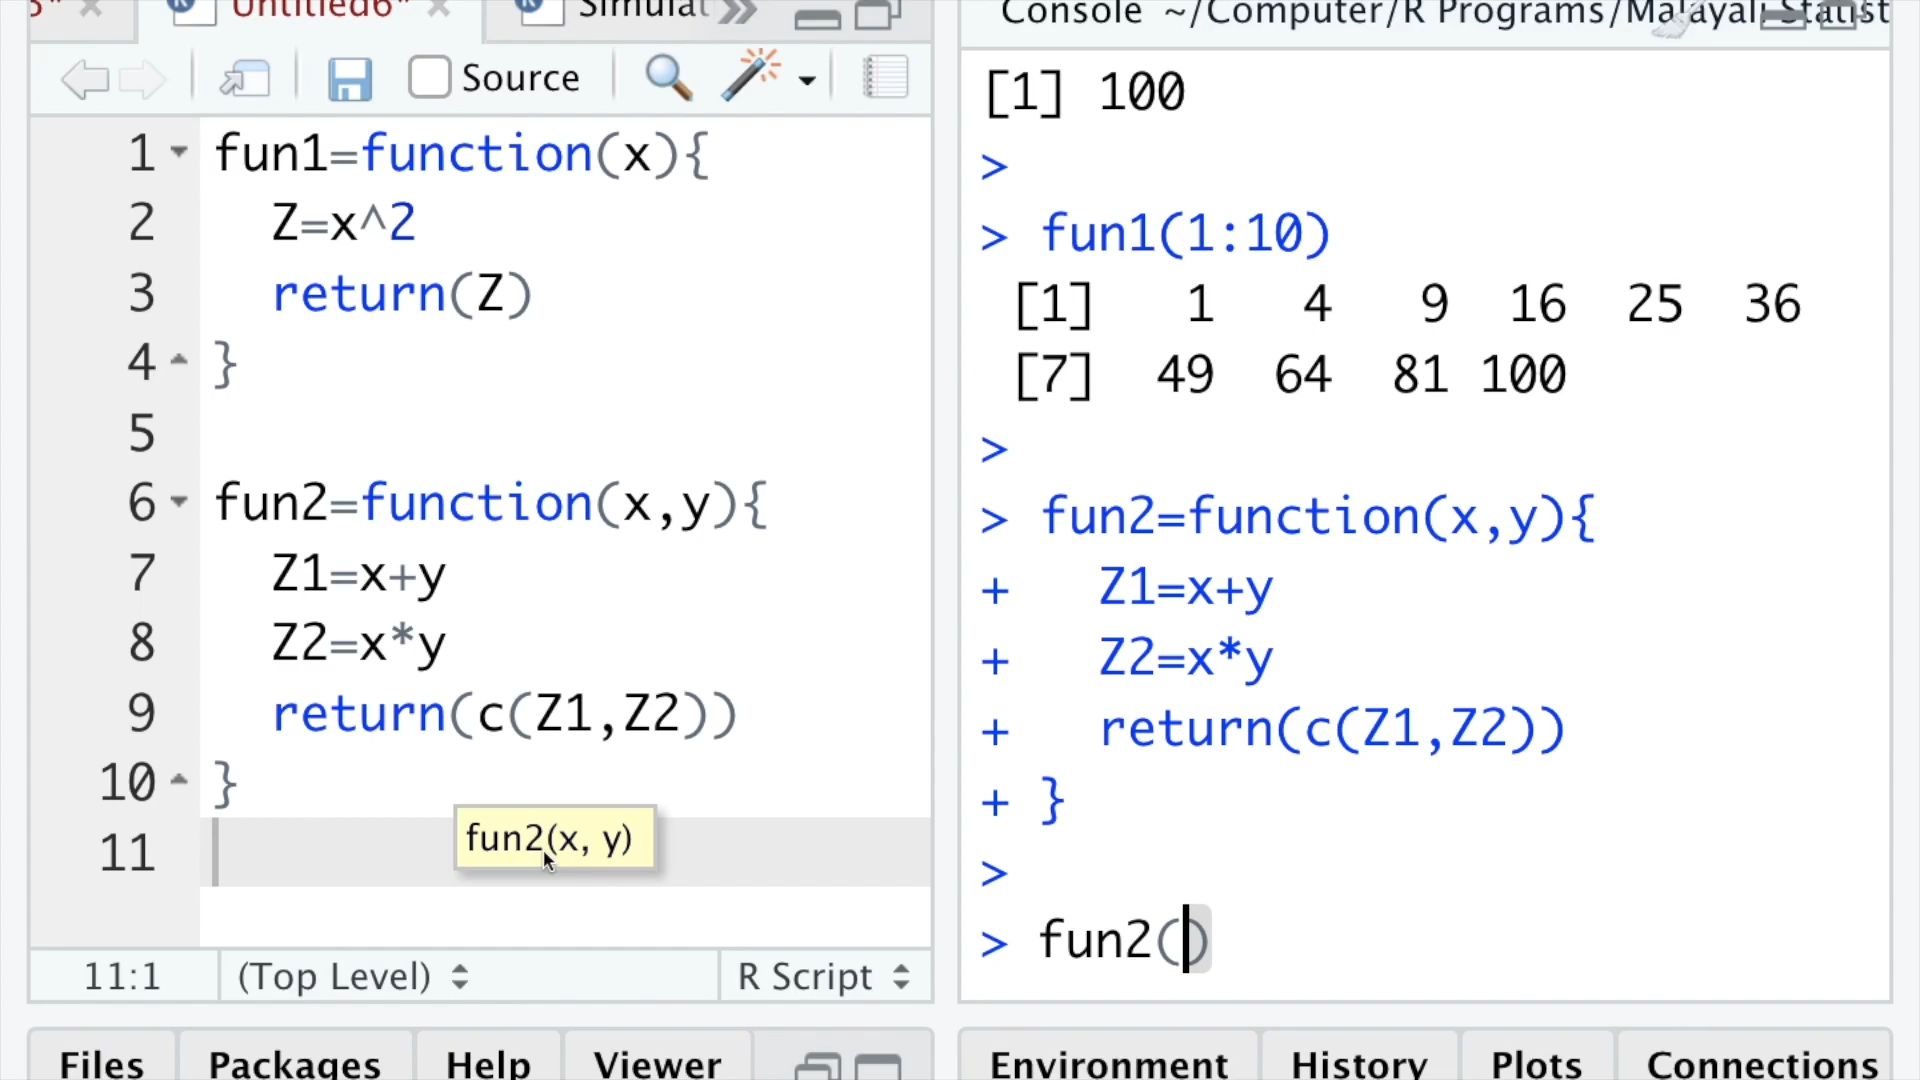 Untitled6*
Simulat
Source
1 fun1=function(x){
2 Z=x^2
3 return(Z)
4 }
5
6 fun2=function(x,y){
7 Z1=x+y
8 Z2=x*y
9 return(c(Z1,Z2))
10 }
fun2(x, y)
11
11:1 (Top Level) R Script
Files Packages Help Viewer
Console ~/Computer/R Programs/Malayali Statist
[1] 100
>
> fun1(1:10)
[1] 1 4 9 16 25 36
[7] 49 64 81 100
>
> fun2=function(x,y){
+ Z1=x+y
+ Z2=x*y
+ return(c(Z1,Z2))
+ }
>
> fun2()
Environment History Plots Connections